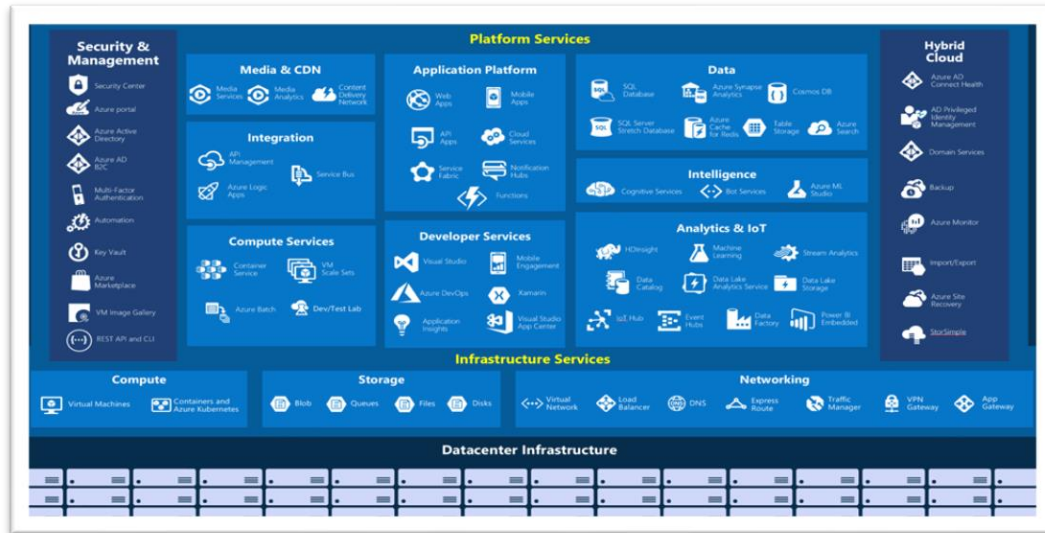 Platform Services
Security &
Management
Security Center
Azure portal
Azure Active
Directory
Azure AD
B2C
Multi-Factor
Authentication
Automation
Key Vault
Azure
Marketplace
VM Image Gallery
REST API and CLI
Media & CDN
Media
Services
Media
Analytics
Content
Delivery
Network
Integration
API
Management
Service Bus
Azure Logic
Apps
Compute Services
Container
Service
VM
Scale Sets
Azure Batch
Dev/Test Lab
Application Platform
Web
Apps
Mobile
Apps
API
Apps
Cloud
Services
Service
Fabric
Notification
Hubs
Functions
Developer Services
Visual Studio
Mobile
Engagement
Azure DevOps
Xamarin
Application
Insights
Visual Studio
App Center
Data
SQL
Database
Azure Synapse
Analytics
Cosmos DB
SQL Server
Stretch Database
Azure
Cache
for Redis
Table
Storage
Azure
Search
Intelligence
Cognitive Services
Bot Services
Azure ML
Studio
Analytics & IoT
HDInsight
Machine
Learning
Stream Analytics
Data
Catalog
Data Lake
Analytics Service
Data Lake
Storage
IoT Hub
Event
Hubs
Data
Factory
Power BI
Embedded
Hybrid
Cloud
Azure AD
Connect Health
AD Privileged
Identity
Management
Domain Services
Backup
Azure Monitor
Import/Export
Azure Site
Recovery
StorSimple
Infrastructure Services
Compute
Virtual Machines
Containers and
Azure Kubernetes
Storage
Blob
Queues
Files
Disks
Networking
Virtual
Network
Load
Balancer
DNS
Express
Route
Traffic
Manager
VPN
Gateway
App
Gateway
Datacenter Infrastructure